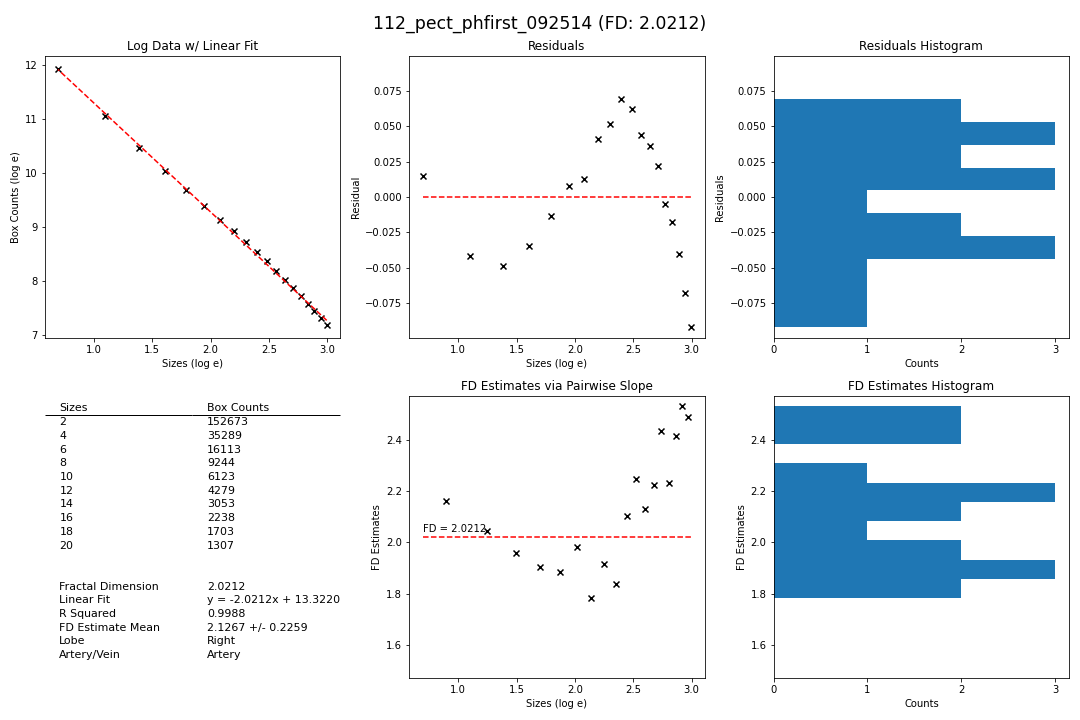 112_pect_phfirst_092514 (FD: 2.0212)
Log Data w/ Linear Fit
Box Counts (log e)
12
11
10
9
8
7
1.0 1.5 2.0 2.5 3.0
Sizes (log e)
Residuals
Residual
0.075
0.050
0.025
0.000
−0.025
−0.050
−0.075
1.0 1.5 2.0 2.5 3.0
Sizes (log e)
Residuals Histogram
Residuals
0.075
0.050
0.025
0.000
−0.025
−0.050
−0.075
0 1 2 3
Counts
Sizes Box Counts
2 152673
4 35289
6 16113
8 9244
10 6123
12 4279
14 3053
16 2238
18 1703
20 1307
Fractal Dimension 2.0212
Linear Fit y = -2.0212x + 13.3220
R Squared 0.9988
FD Estimate Mean 2.1267 +/- 0.2259
Lobe Right
Artery/Vein Artery
FD Estimates via Pairwise Slope
FD Estimates
2.4
2.2
2.0
1.8
1.6
FD = 2.0212
1.0 1.5 2.0 2.5 3.0
Sizes (log e)
FD Estimates Histogram
FD Estimates
2.4
2.2
2.0
1.8
1.6
0 1 2 3
Counts